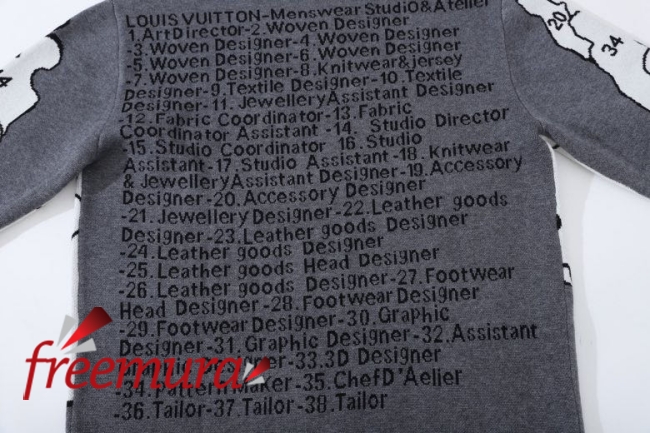 LOUIS VUITTON-Menswear Studio&Atelier
1.ArtDirector-2.Woven Designer
-3.Woven Designer-4.Woven Designer
-5.Woven Designer-6.Woven Designer
-7.Woven Designer-8.Knitwear&jersey
Designer-9.Textile Designer-10.Textile
Designer-11.JewelleryAssistant Designer
-12.Fabric Coordinator-13.Fabric
Coordinator Assistant -14. Studio Director
-15.Studio Coordinator 16.Studio
Assistant-17.Studio Assistant-18.Knitwear
& JewelleryAssistant Designer-19.Accessory
Designer-20.Accessory Designer
-21.Jewellery Designer-22.Leather goods
Designer-23.Leather goods Designer
-24.Leather goods Designer
-25.Leather goods Head Designer
-26.Leather goods Designer-27.Footwear
Head Designer-28.Footwear Designer
-29.Footwear Designer-30.Graphic
Designer-31.Graphic Designer-32.Assistant
-33.3D Designer
-34.Pattern Maker-35.ChefD'Aelier
-36.Tailor-37.Tailor-38.Tailor
20
34
4
freemura